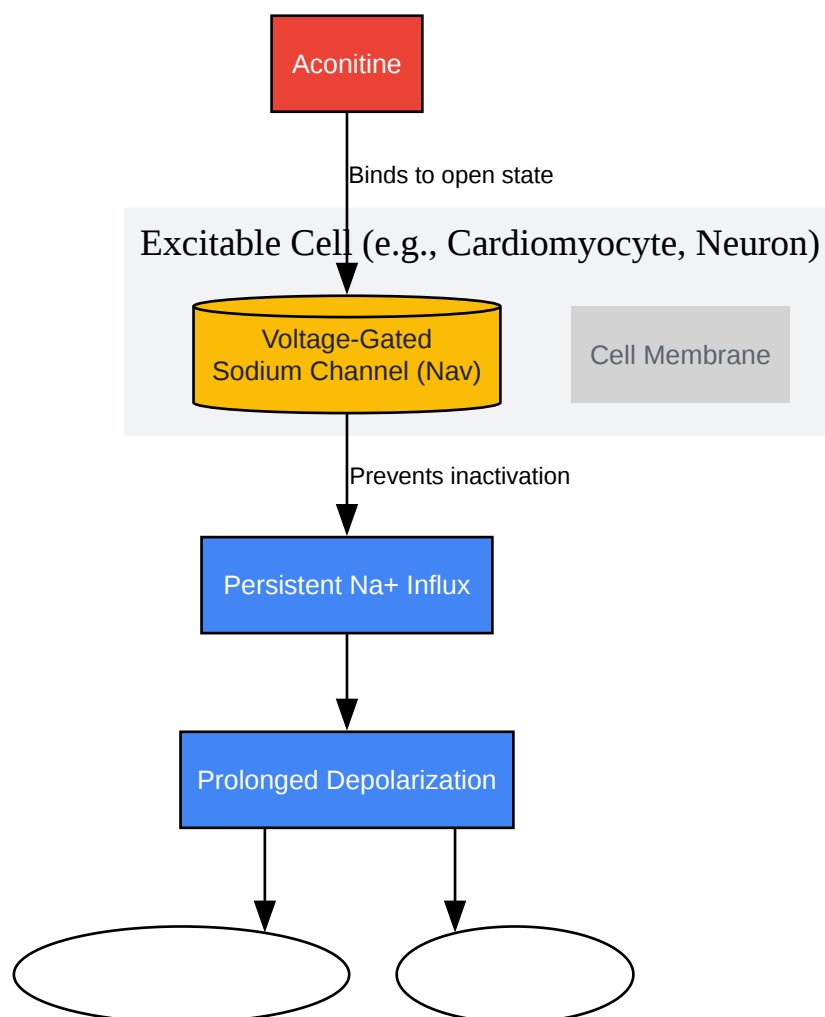 Aconitine
Binds to open state
Excitable Cell (e.g., Cardiomyocyte, Neuron)
Voltage-Gated
Sodium Channel (Nav)
Cell Membrane
Prevents inactivation
Persistent Na+ Influx
Prolonged Depolarization